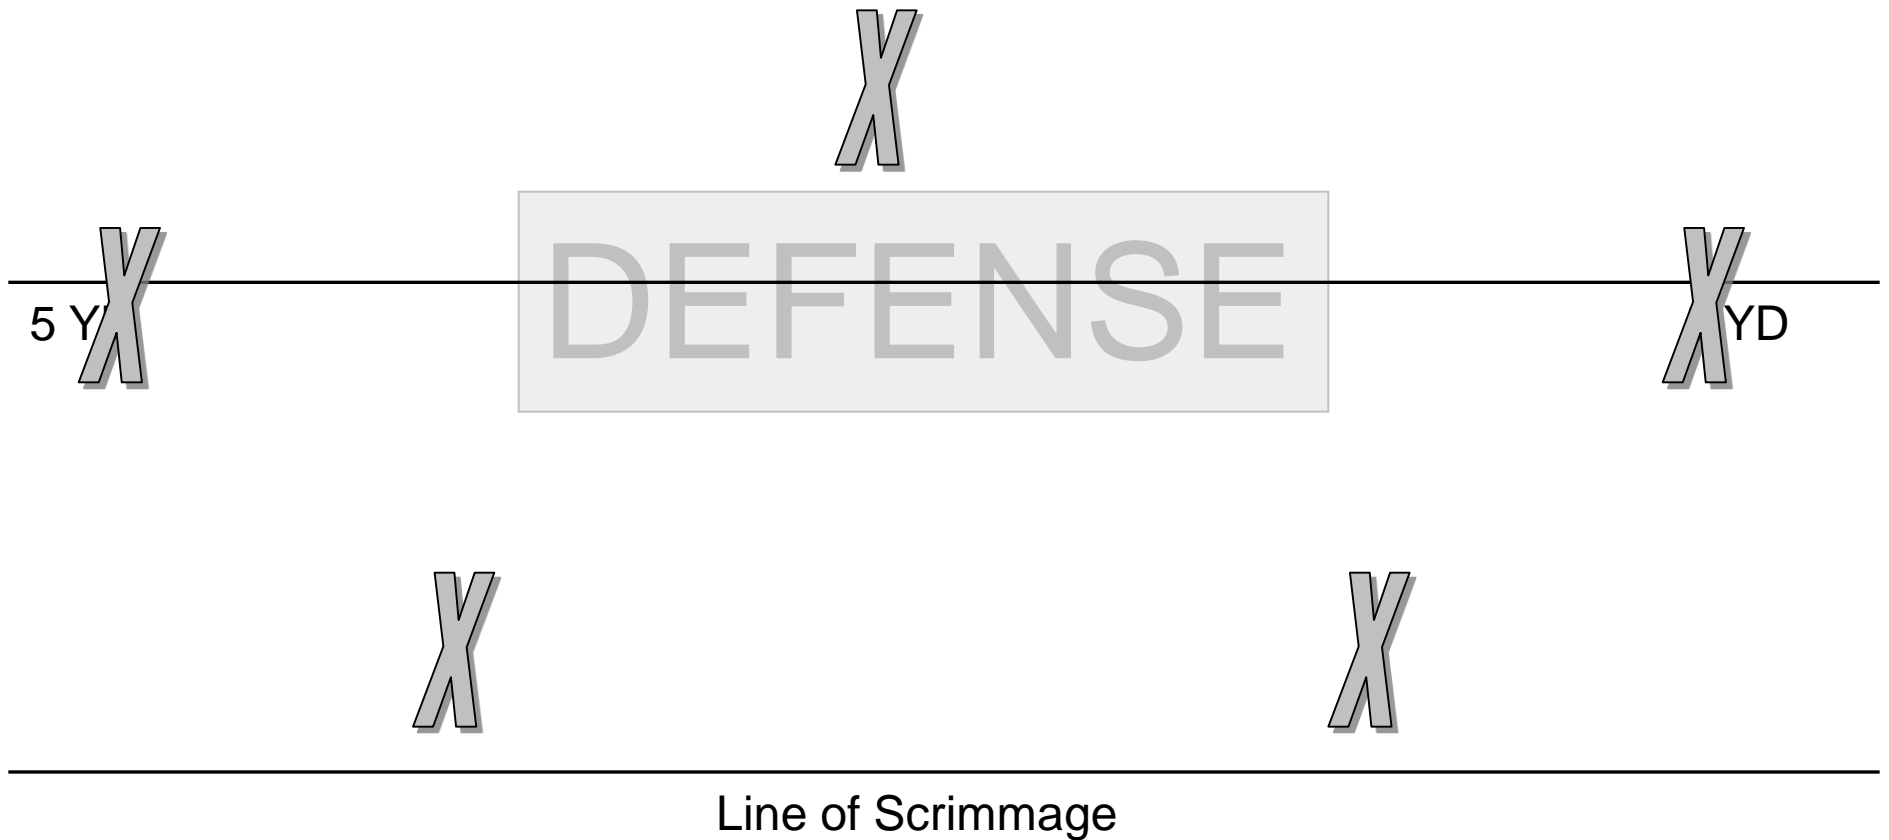 X
DEFENSE
X X
5 Y YD
X X
Line of Scrimmage